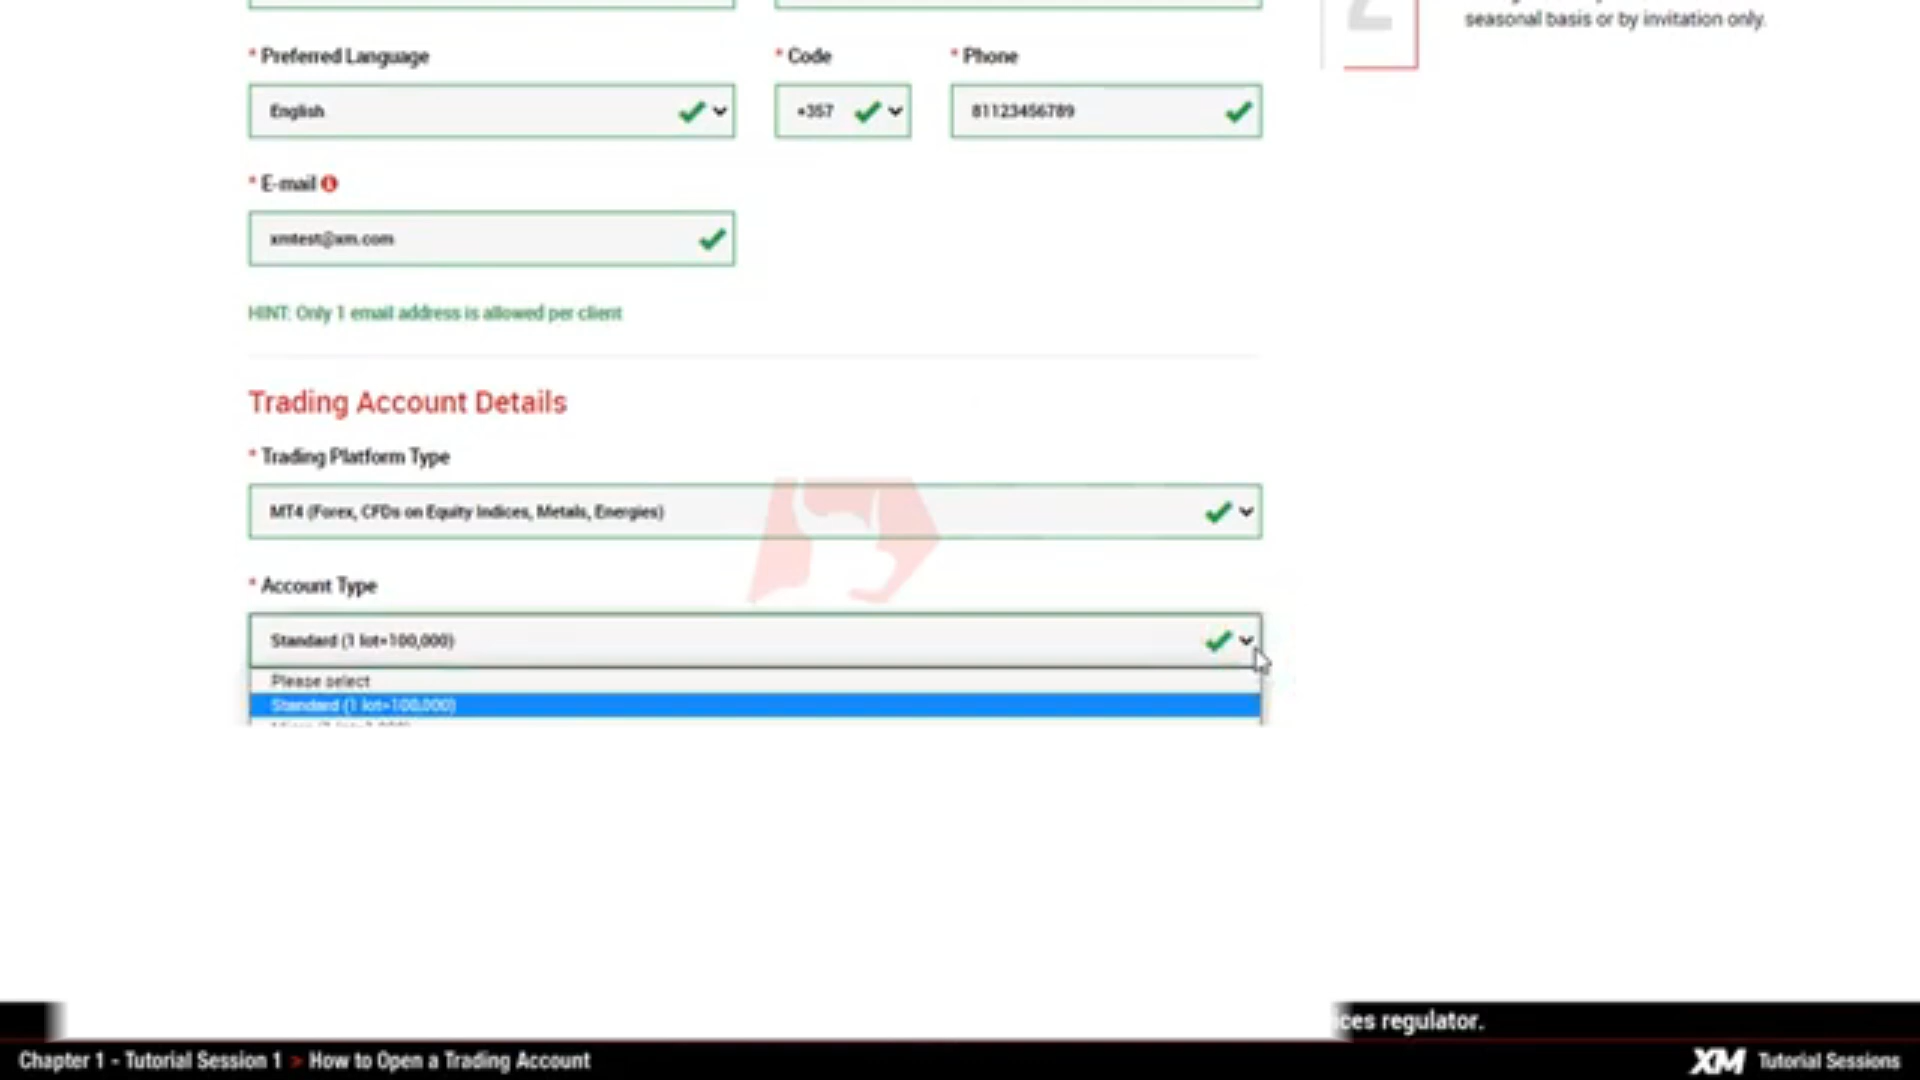 seasonal basis or by invitation only.
* Preferred Language
* Code
* Phone
English
+357
81123456789
* E-mail
xmtest@xm.com
HINT: Only 1 email address is allowed per client
Trading Account Details
* Trading Platform Type
MT4 (Forex, CFDs on Equity Indices, Metals, Energies)
* Account Type
Standard (1 lot=100,000)
Please select
Standard (1 lot=100,000)
regulator.
Chapter 1 - Tutorial Session 1 > How to Open a Trading Account
XM Tutorial Sessions